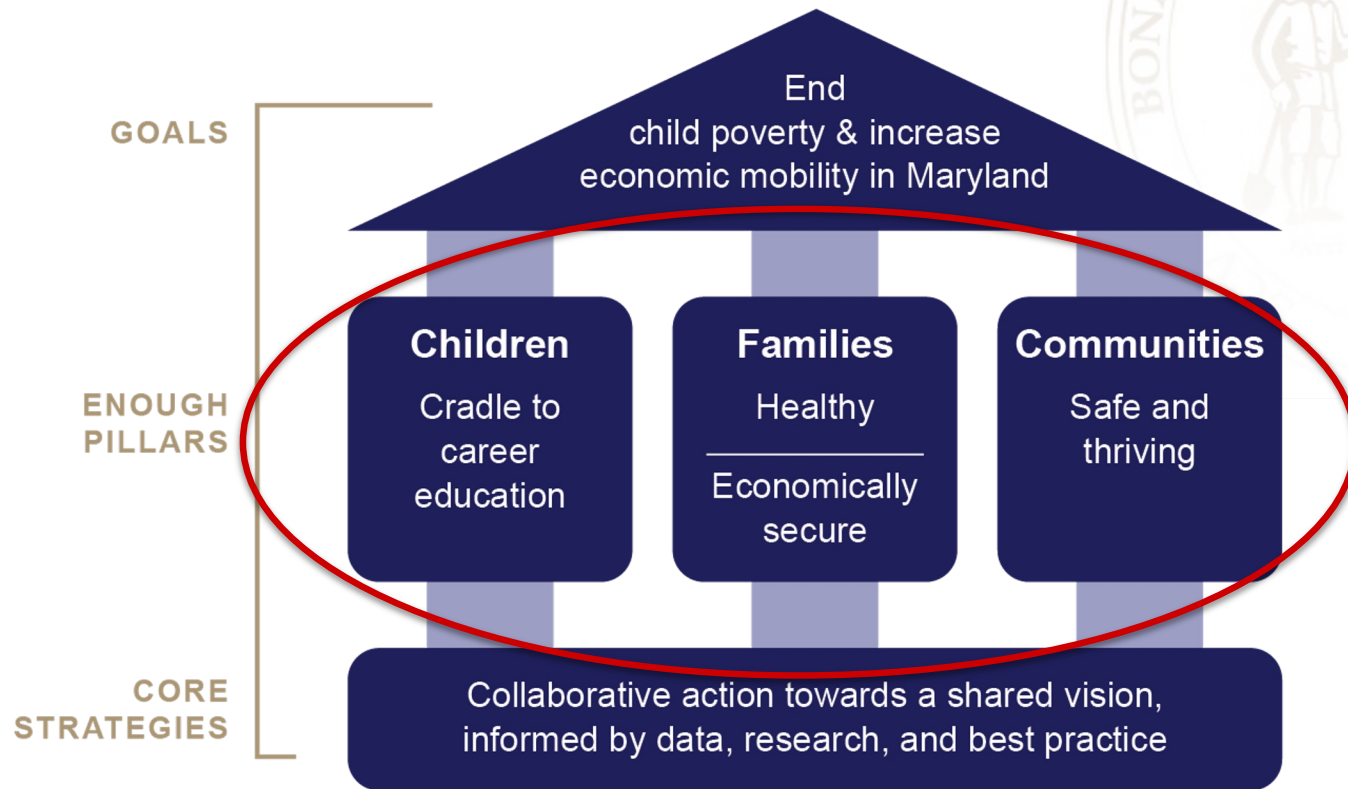 GOALS
End
child poverty & increase
economic mobility in Maryland
ENOUGH
PILLARS
Children
Cradle to
career
education
Families
Healthy
Economically
secure
Communities
Safe and
thriving
CORE
STRATEGIES
Collaborative action towards a shared vision,
informed by data, research, and best practice
BON